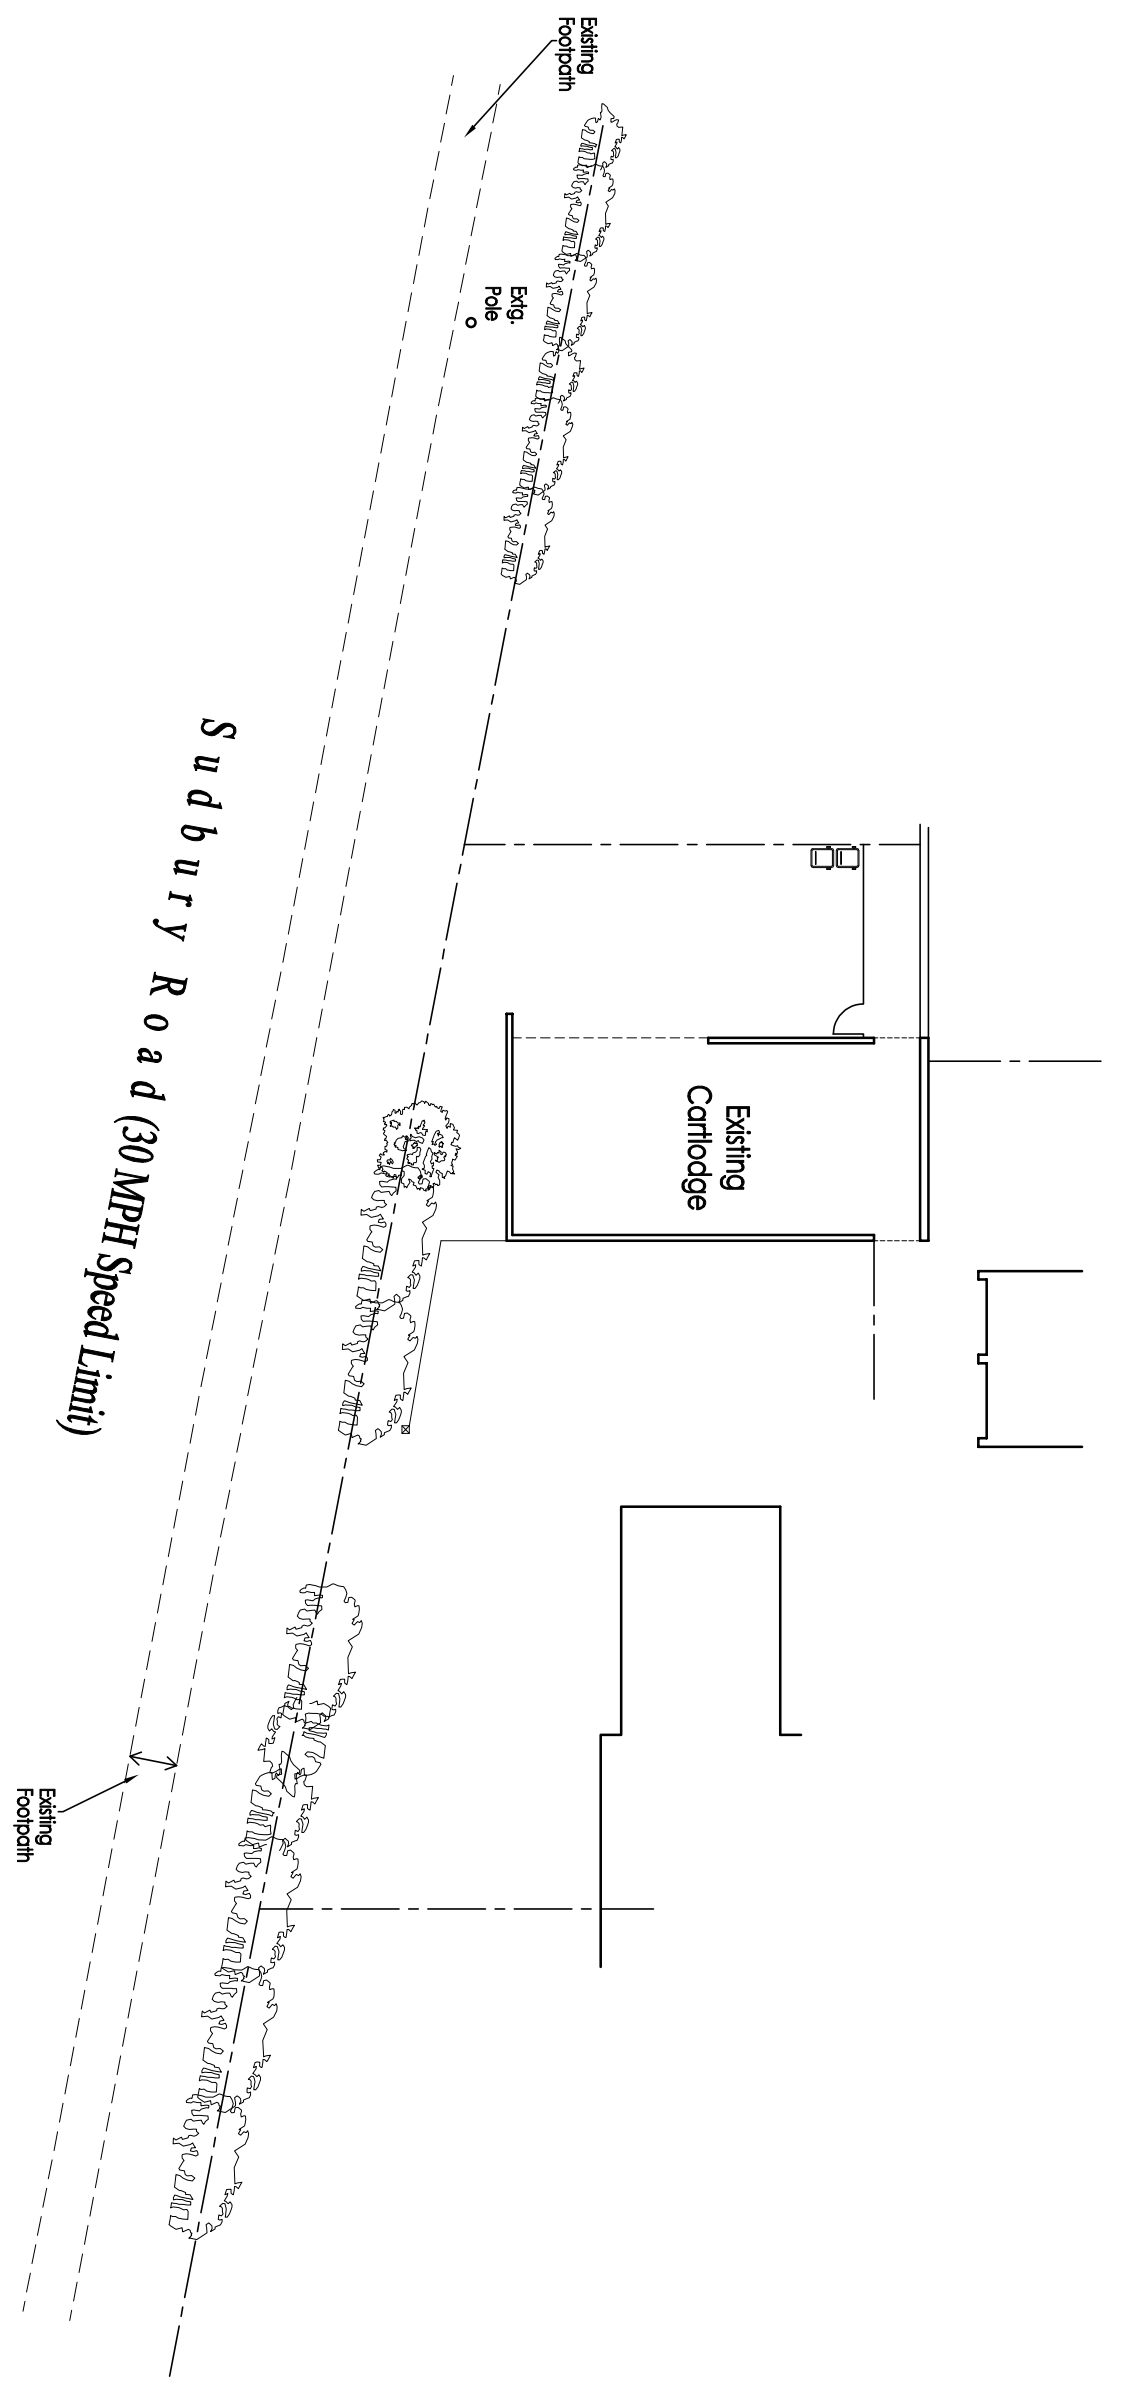 Existing
Footpath
Extg.
Pole
Existing
Cartlodge
Sudbury Road (30 MPH Speed Limit)
Existing
Footpath